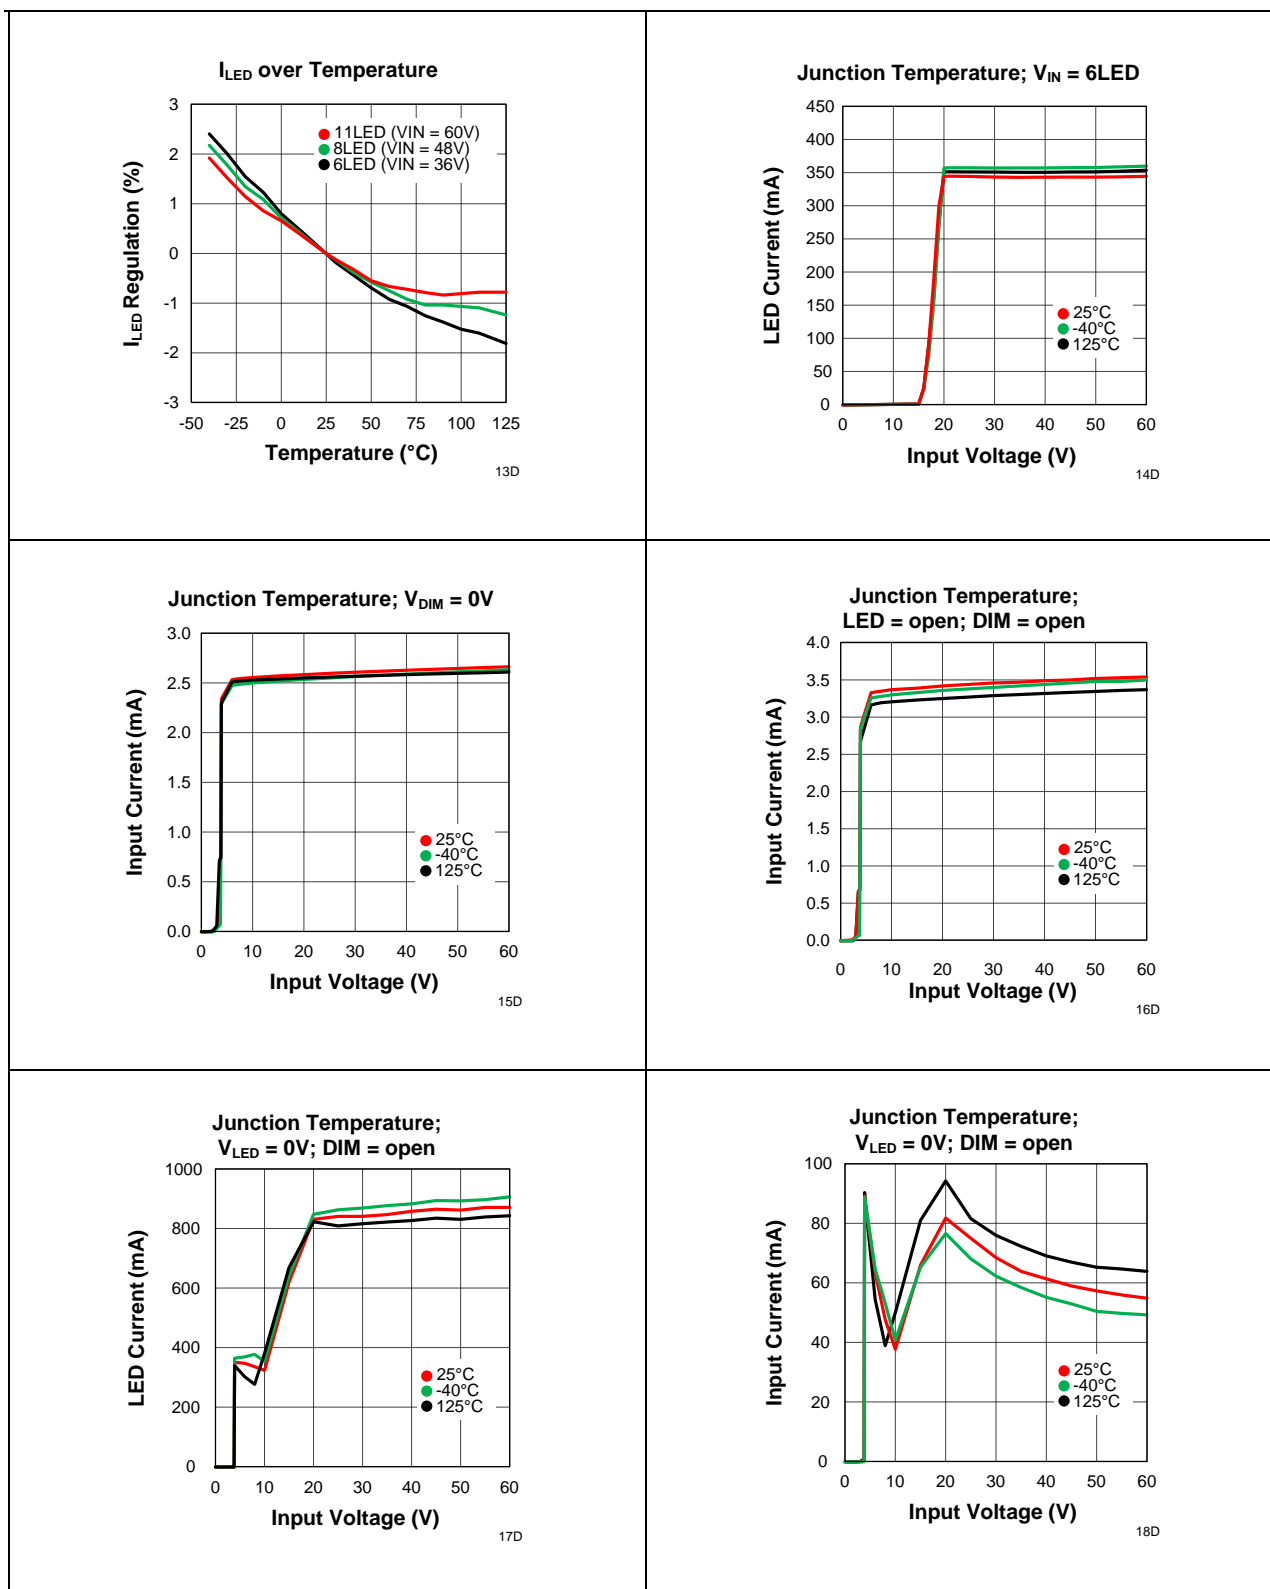 I_LED over Temperature
3
2
1
0
-1
-2
-3
I_LED Regulation (%)
11LED (VIN = 60V)
8LED (VIN = 48V)
6LED (VIN = 36V)
-50 -25 0 25 50 75 100 125
Temperature (°C)
13D
Junction Temperature; V_IN = 6LED
450
400
350
300
250
200
150
100
50
0
LED Current (mA)
25°C
-40°C
125°C
0 10 20 30 40 50 60
Input Voltage (V)
14D
Junction Temperature; V_DIM = 0V
3.0
2.5
2.0
1.5
1.0
0.5
0.0
Input Current (mA)
25°C
-40°C
125°C
0 10 20 30 40 50 60
Input Voltage (V)
15D
Junction Temperature;
LED = open; DIM = open
4.0
3.5
3.0
2.5
2.0
1.5
1.0
0.5
0.0
Input Current (mA)
25°C
-40°C
125°C
0 10 20 30 40 50 60
Input Voltage (V)
16D
Junction Temperature;
V_LED = 0V; DIM = open
1000
800
600
400
200
0
LED Current (mA)
25°C
-40°C
125°C
0 10 20 30 40 50 60
Input Voltage (V)
17D
Junction Temperature;
V_LED = 0V; DIM = open
100
80
60
40
20
0
Input Current (mA)
25°C
-40°C
125°C
0 10 20 30 40 50 60
Input Voltage (V)
18D